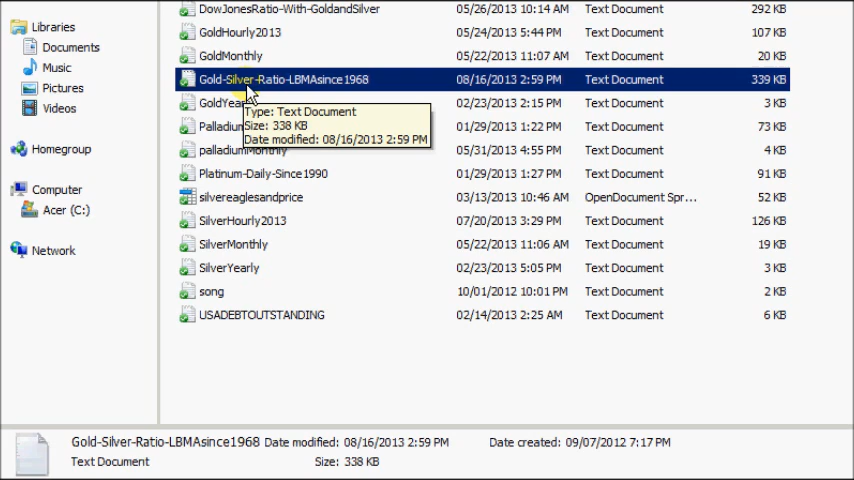 Libraries
Documents
Music
Pictures
Videos
Homegroup
Computer
Acer (C:)
Network
DowJonesRatio-With-GoldandSilver 05/26/2013 10:14 AM Text Document 292 KB
GoldHourly2013 05/24/2013 5:44 PM Text Document 107 KB
GoldMonthly 05/22/2013 11:07 AM Text Document 20 KB
Gold-Silver-Ratio-LBMAsince1968 08/16/2013 2:59 PM Text Document 339 KB
GoldYea 02/23/2013 2:15 PM Text Document 3 KB
Palladium 01/29/2013 1:22 PM Text Document 73 KB
palladiumMonthly 05/31/2013 4:55 PM Text Document 4 KB
Platinum-Daily-Since1990 01/29/2013 1:27 PM Text Document 91 KB
silvereaglesandprice 03/13/2013 10:46 AM OpenDocument Spr... 52 KB
SilverHourly2013 07/20/2013 3:29 PM Text Document 126 KB
SilverMonthly 05/22/2013 11:06 AM Text Document 19 KB
SilverYearly 02/23/2013 5:05 PM Text Document 3 KB
song 10/01/2012 10:01 PM Text Document 2 KB
USADEBTOUTSTANDING 02/14/2013 2:25 AM Text Document 6 KB
Type: Text Document
Size: 338 KB
Date modified: 08/16/2013 2:59 PM
Gold-Silver-Ratio-LBMAsince1968 Date modified: 08/16/2013 2:59 PM Date created: 09/07/2012 7:17 PM
Text Document Size: 338 KB